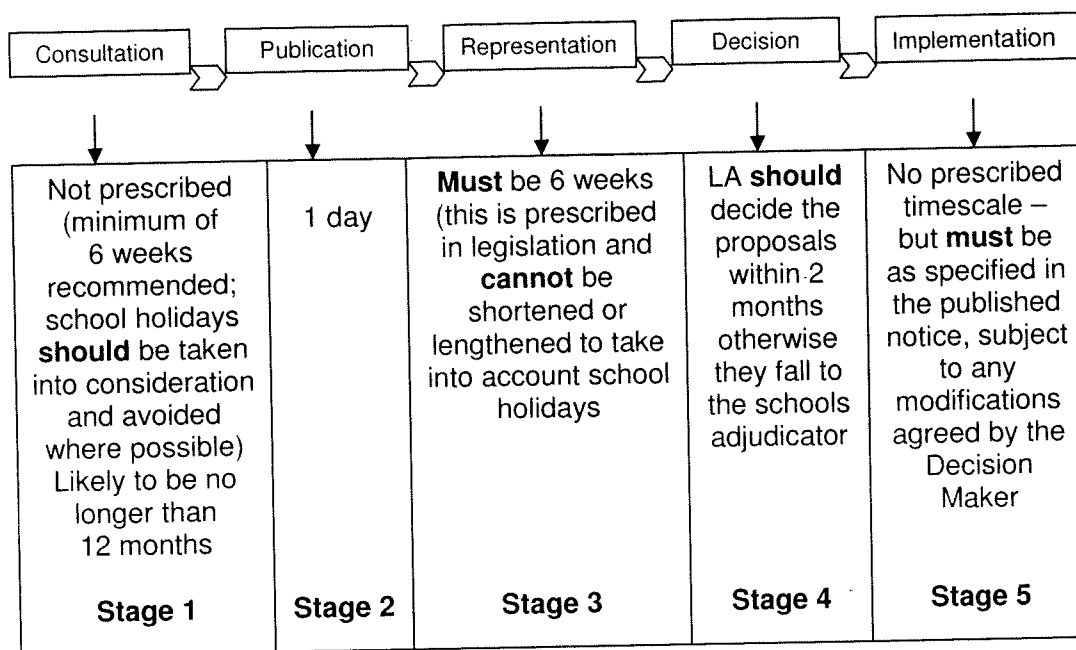 Consultation
Publication
Representation
Decision
Implementation
Not prescribed
(minimum of
6 weeks
recommended;
school holidays
should be taken
into consideration
and avoided
where possible)
Likely to be no
longer than
12 months
Stage 1
1 day
Stage 2
Must be 6 weeks
(this is prescribed
in legislation and
cannot be
shortened or
lengthened to take
into account school
holidays
Stage 3
LA should
decide the
proposals
within 2
months
otherwise
they fall to
the schools
adjudicator
Stage 4
No prescribed
timescale –
but must be
as specified in
the published
notice, subject
to any
modifications
agreed by the
Decision
Maker
Stage 5